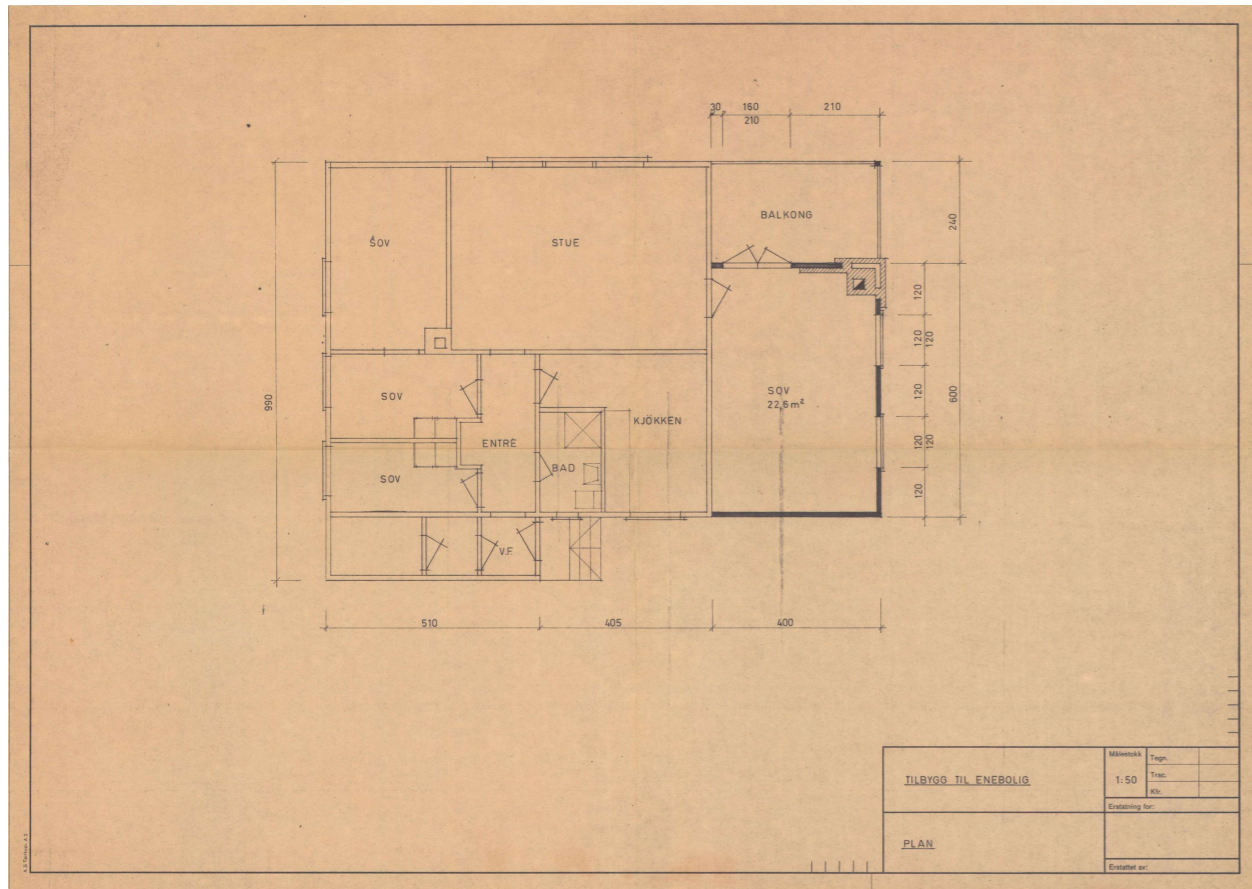 30 160 210
210
BALKONG
SOV
STUE
240
120
120
120
120
120
120
120
990
600
SOV
SOV
22,6 m²
KJÖKKEN
ENTRÉ
BAD
SOV
V.F.
510 405 400
TILBYGG TIL ENEBOLIG
Målestokk
1:50
Tegn.
Trac.
Kfr.
Erstatning for:
PLAN
Erstattet av: